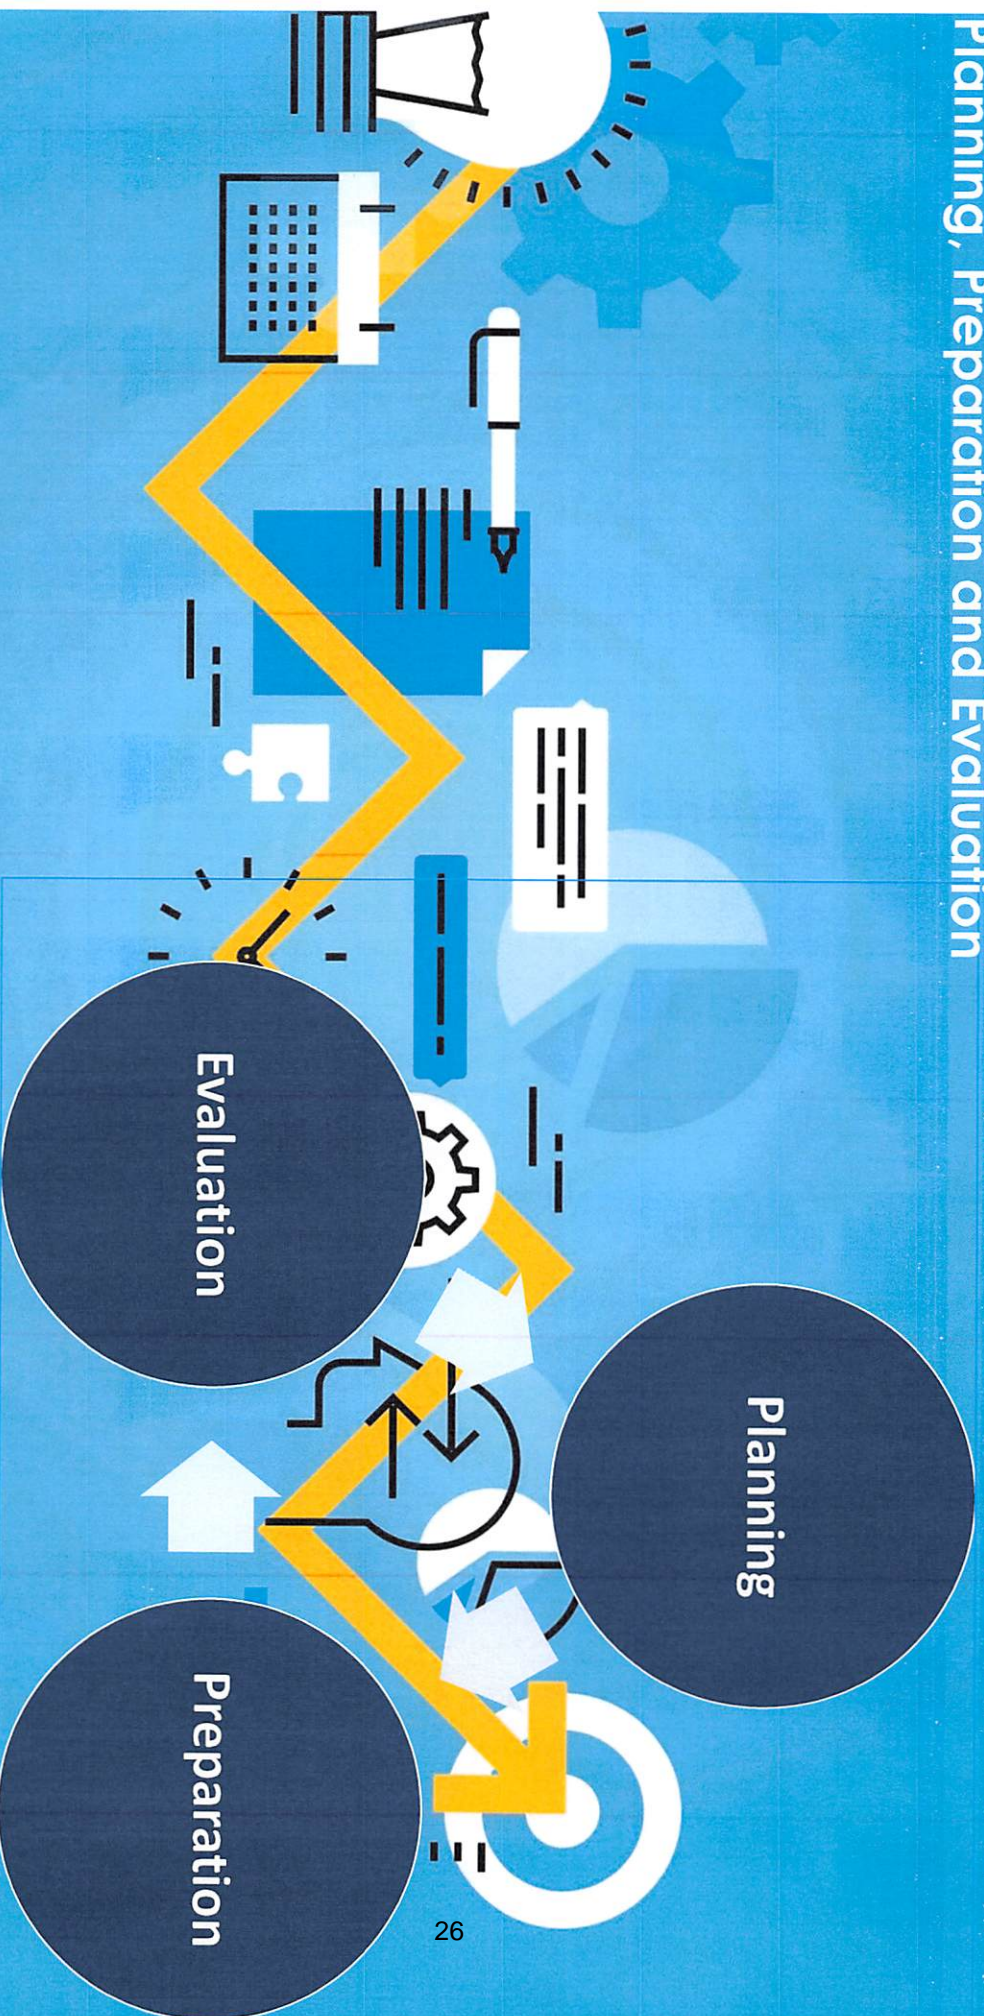 Planning, Preparation and Evaluation
Planning
Evaluation
Preparation
26